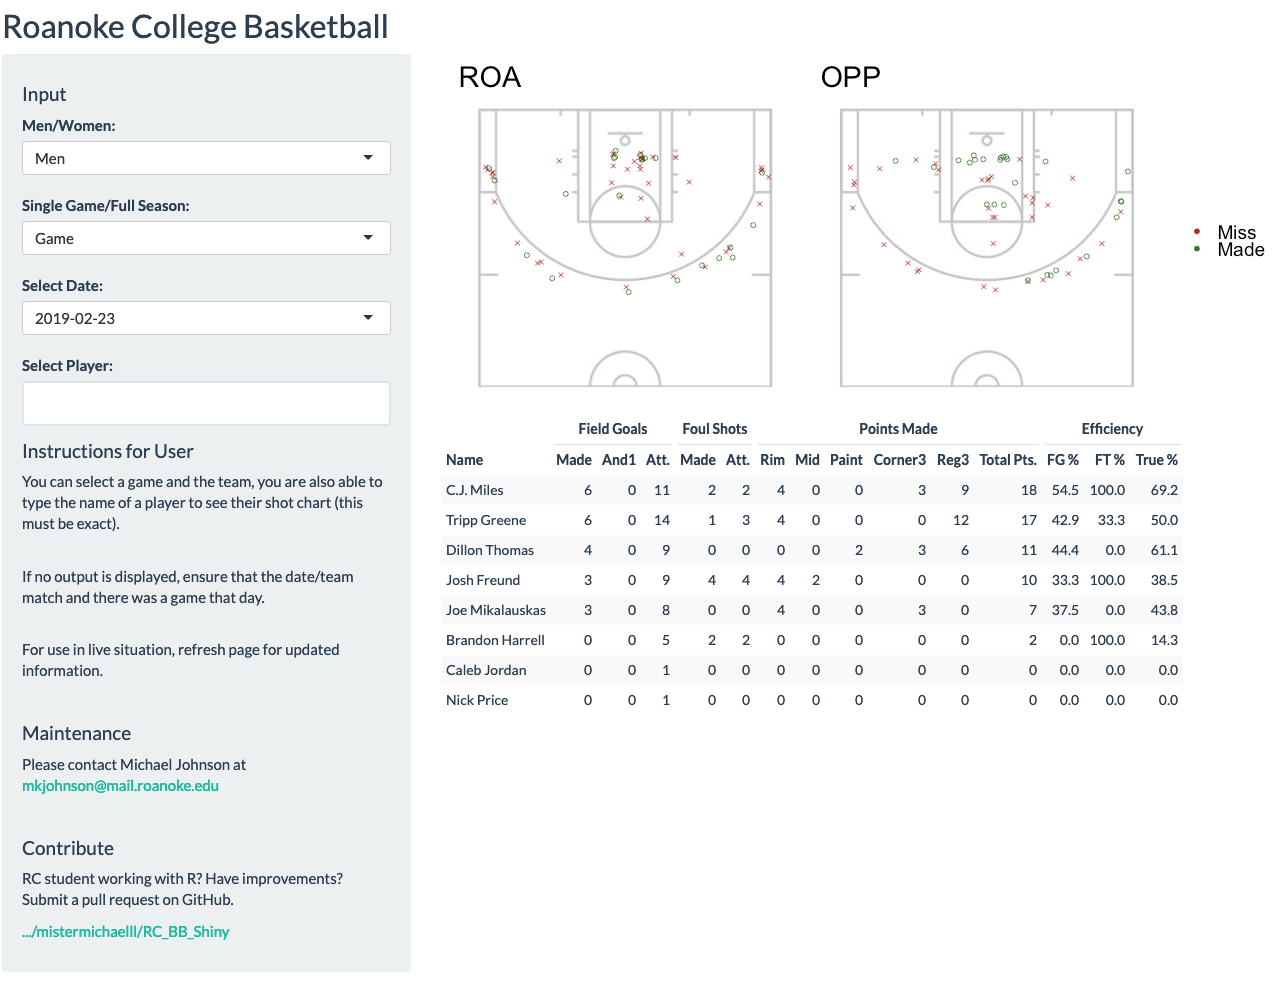 Roanoke College Basketball
Input
Men/Women:
Men
Single Game/Full Season:
Game
Select Date:
2019-02-23
Select Player:
Instructions for User
You can select a game and the team, you are also able to
type the name of a player to see their shot chart (this
must be exact).
If no output is displayed, ensure that the date/team
match and there was a game that day.
For use in live situation, refresh page for updated
information.
Maintenance
Please contact Michael Johnson at
mkjohnson@mail.roanoke.edu
Contribute
RC student working with R? Have improvements?
Submit a pull request on GitHub.
.../mistermichaelll/RC_BB_Shiny
ROA
OPP
Miss
Made
Field Goals Foul Shots Points Made Efficiency
Name Made And1 Att. Made Att. Rim Mid Paint Corner3 Reg3 Total Pts. FG % FT % True %
C.J. Miles 6 0 11 2 2 4 0 0 3 9 18 54.5 100.0 69.2
Tripp Greene 6 0 14 1 3 4 0 0 0 12 17 42.9 33.3 50.0
Dillon Thomas 4 0 9 0 0 0 0 2 3 6 11 44.4 0.0 61.1
Josh Freund 3 0 9 4 4 4 2 0 0 0 10 33.3 100.0 38.5
Joe Mikalauskas 3 0 8 0 0 4 0 0 3 0 7 37.5 0.0 43.8
Brandon Harrell 0 0 5 2 2 0 0 0 0 0 2 0.0 100.0 14.3
Caleb Jordan 0 0 1 0 0 0 0 0 0 0 0 0.0 0.0 0.0
Nick Price 0 0 1 0 0 0 0 0 0 0 0 0.0 0.0 0.0